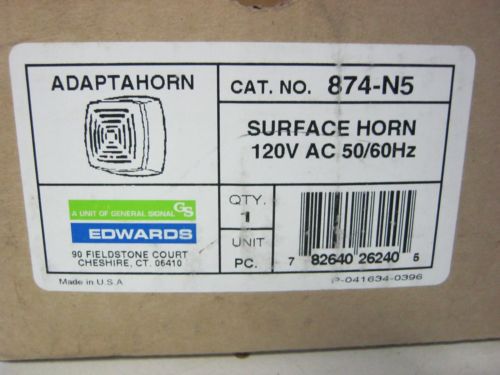 ADAPTAHORN
CAT. NO. 874-N5
SURFACE HORN
120V AC 50/60Hz
A UNIT OF GENERAL SIGNAL GS
EDWARDS
90 FIELDSTONE COURT
CHESHIRE, CT. 06410
QTY.
1
UNIT
PC.
7 82640 26240 5
Made in U.S.A
P-041634-0396